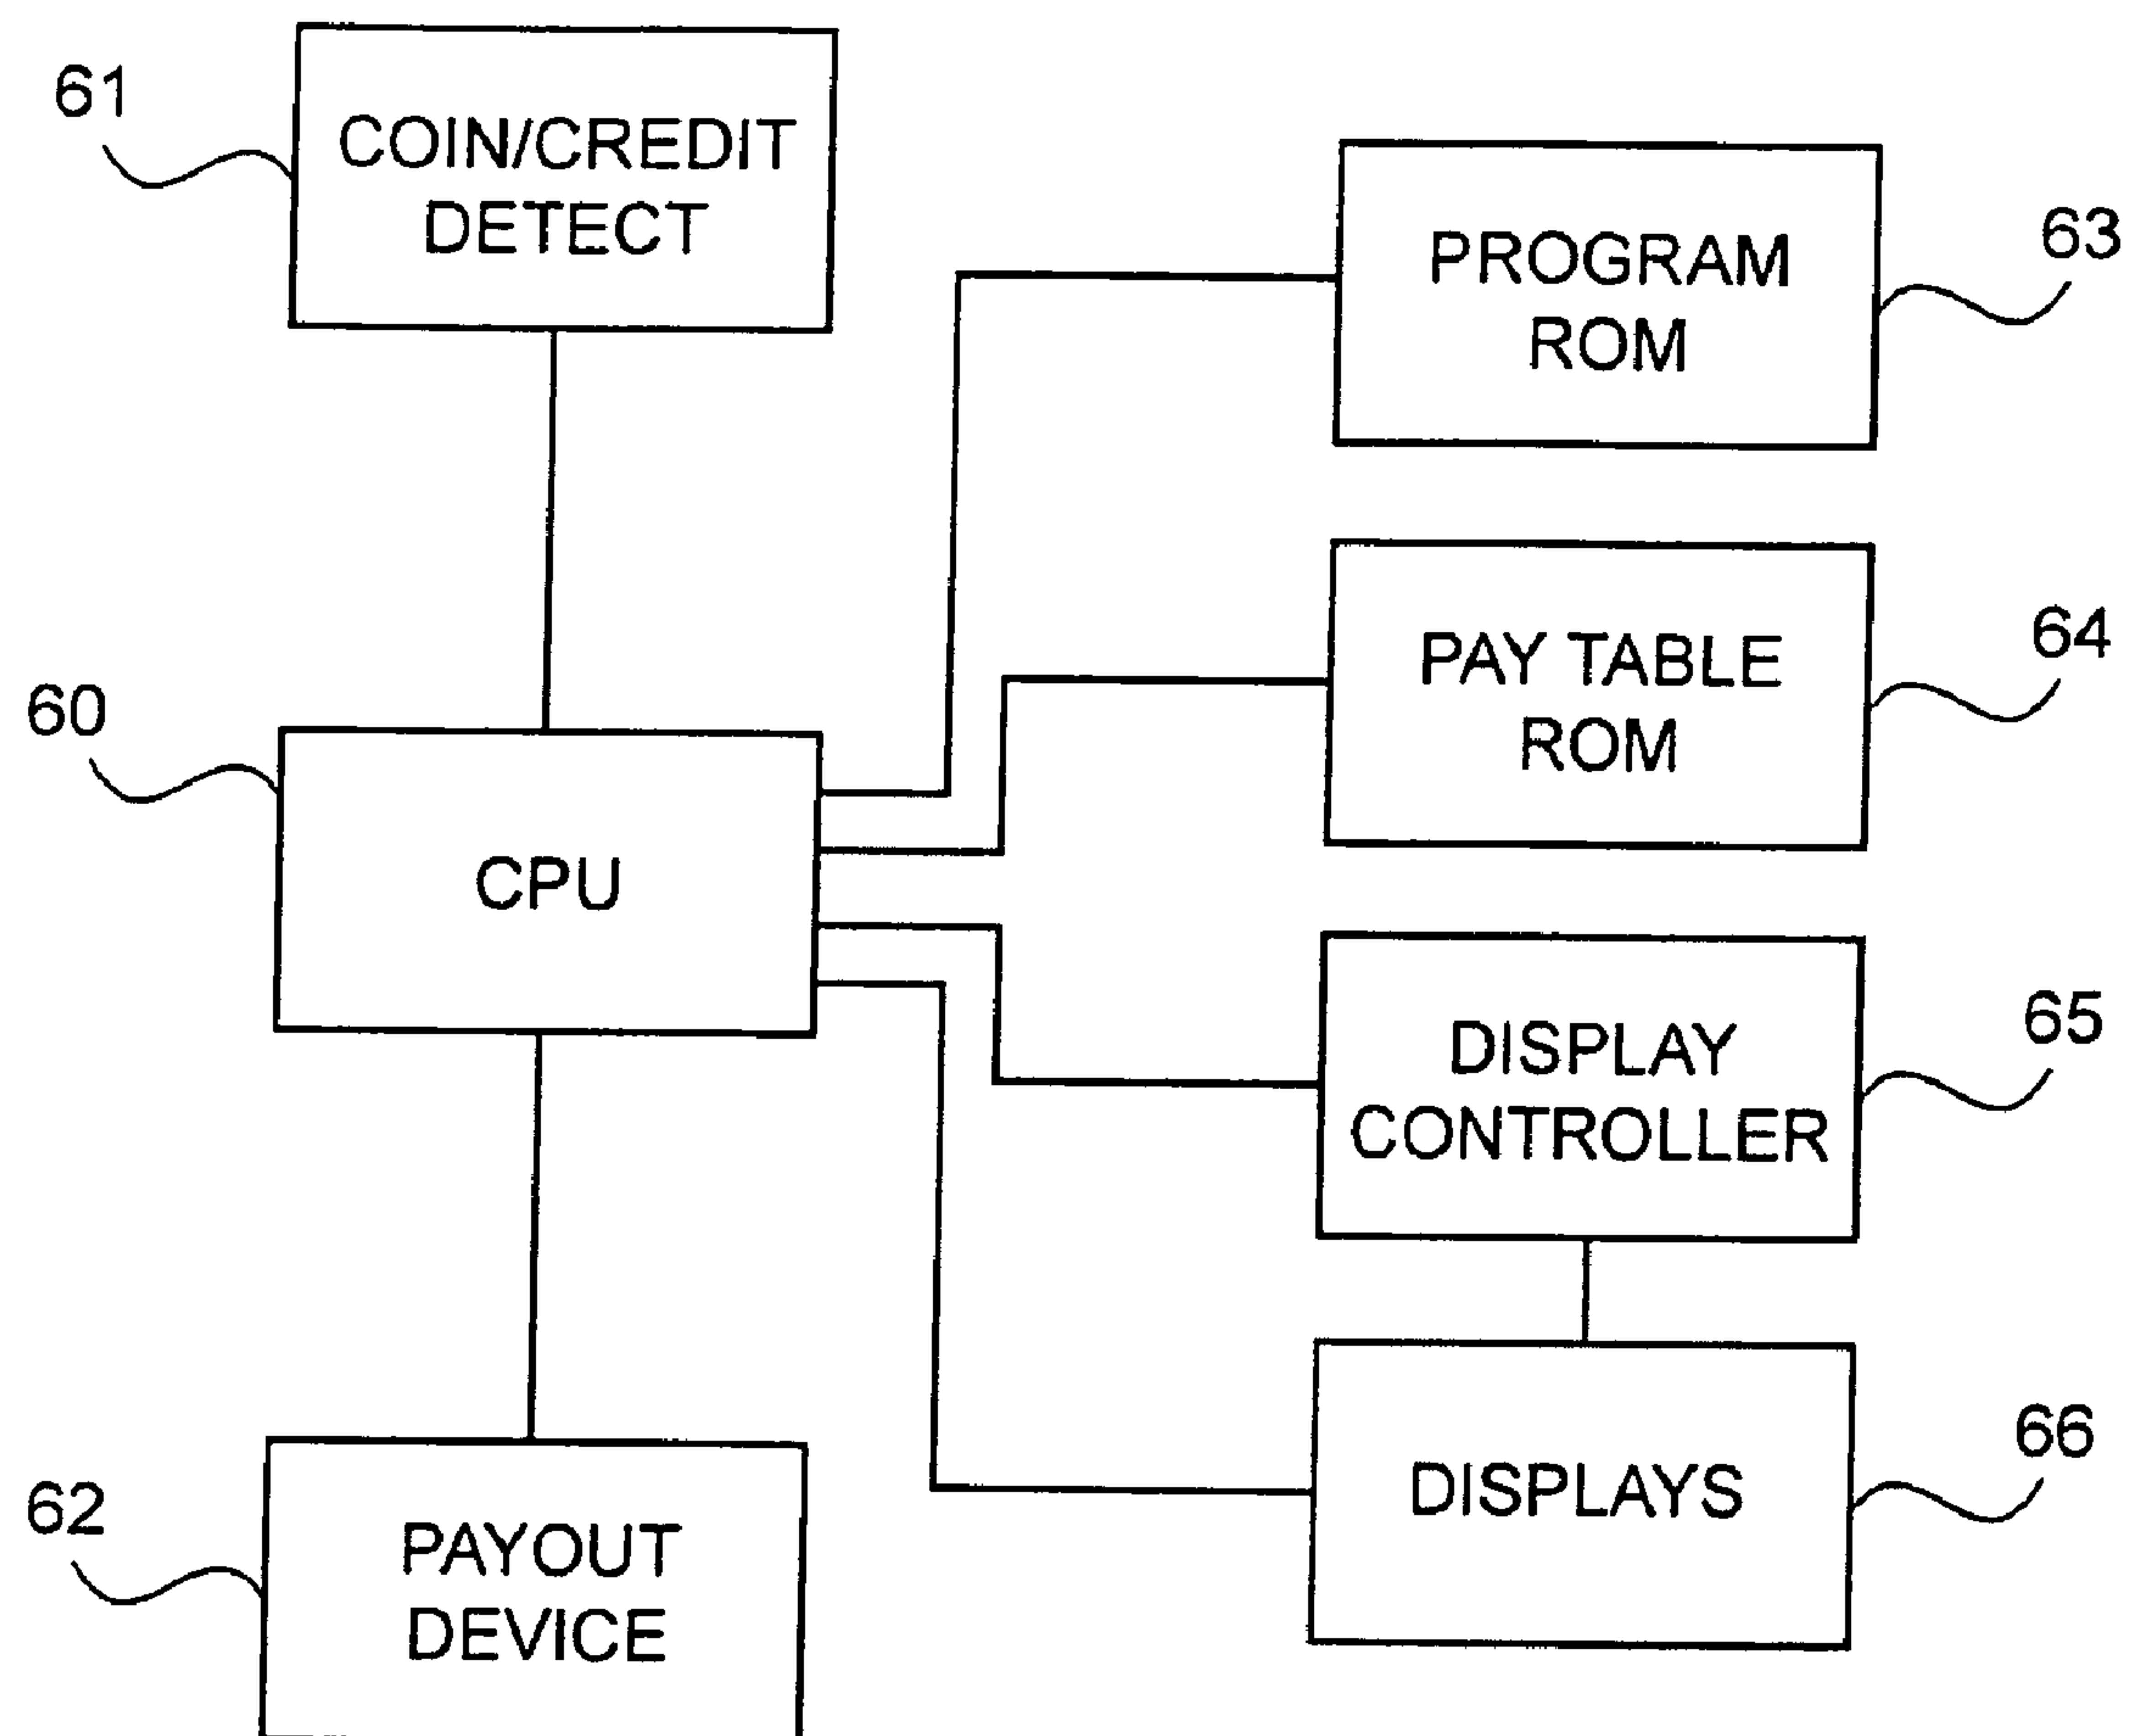 61
COIN/CREDIT
DETECT
63
PROGRAM
ROM
64
PAY TABLE
ROM
60
CPU
65
DISPLAY
CONTROLLER
66
DISPLAYS
62
PAYOUT
DEVICE